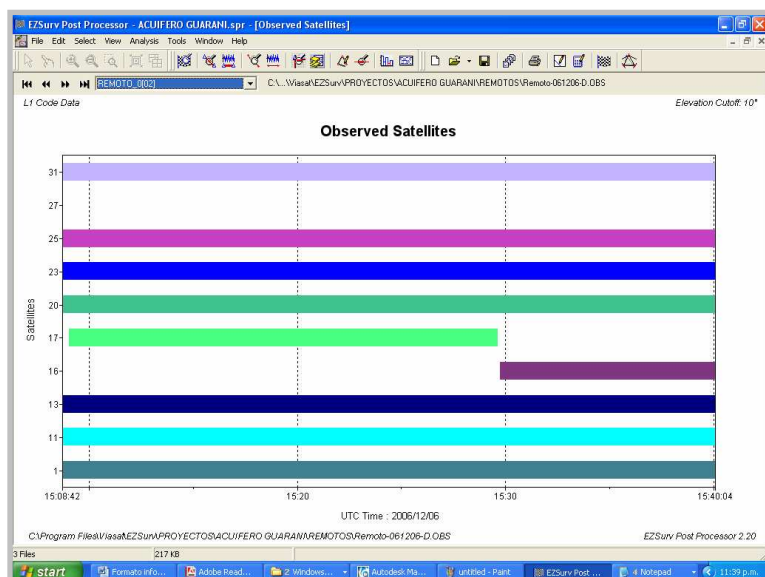 EZSurv Post Processor - ACUIFERO GUARANI.spr - [Observed Satellites]
File Edit Select View Analysis Tools Window Help
REMOTO_0[02] C:\...\Viasat\EZSurv\PROYECTOS\ACUIFERO GUARANI\REMOTOS\Remoto-061206-D.OBS
L1 Code Data Elevation Cutoff: 10°
Observed Satellites
Satellites
31
27
25
23
20
17
16
13
11
1
15:08:42 15:20 15:30 15:40:04
UTC Time : 2006/12/06
C:\Program Files\Viasat\EZSurv\PROYECTOS\ACUIFERO GUARANI\REMOTOS\Remoto-061206-D.OBS EZSurv Post Processor 2.20
3 Files 217 KB
start Formato info... Adobe Read... 2 Windows... Autodesk Ma... untitled - Paint EZSurv Post ... 4 Notepad 11:39 p.m.